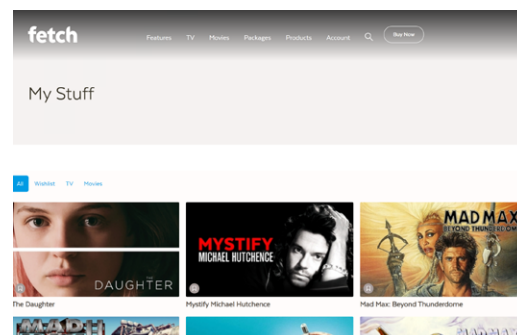 fetch
Features TV Movies Packages Products Account Buy Now
My Stuff
All Wishlist TV Movies
THE
DAUGHTER
MYSTIFY
MICHAEL HUTCHENCE
MAD MAX
BEYOND THUNDERDOME
The Daughter
Mystify Michael Hutchence
Mad Max: Beyond Thunderdome